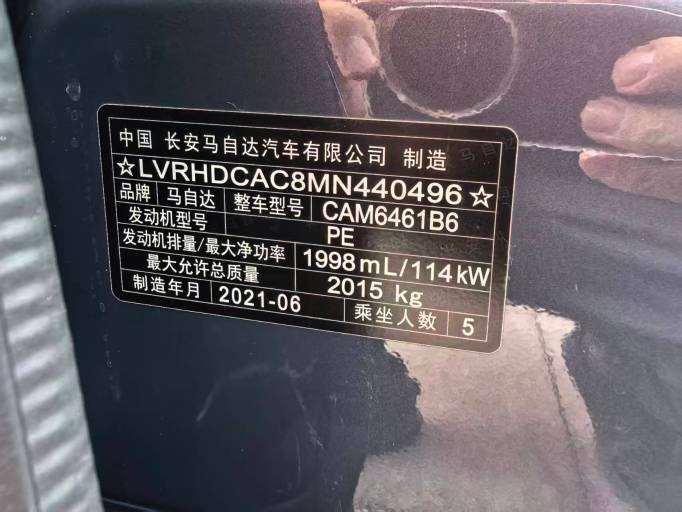 中国 长安马自达汽车有限公司 制造
☆LVRHDCAC8MN440496☆
品牌 马自达 整车型号 CAM6461B6
发动机型号 PE
发动机排量/最大净功率 1998mL/114kW
最大允许总质量 2015 kg
制造年月 2021-06 乘坐人数 5